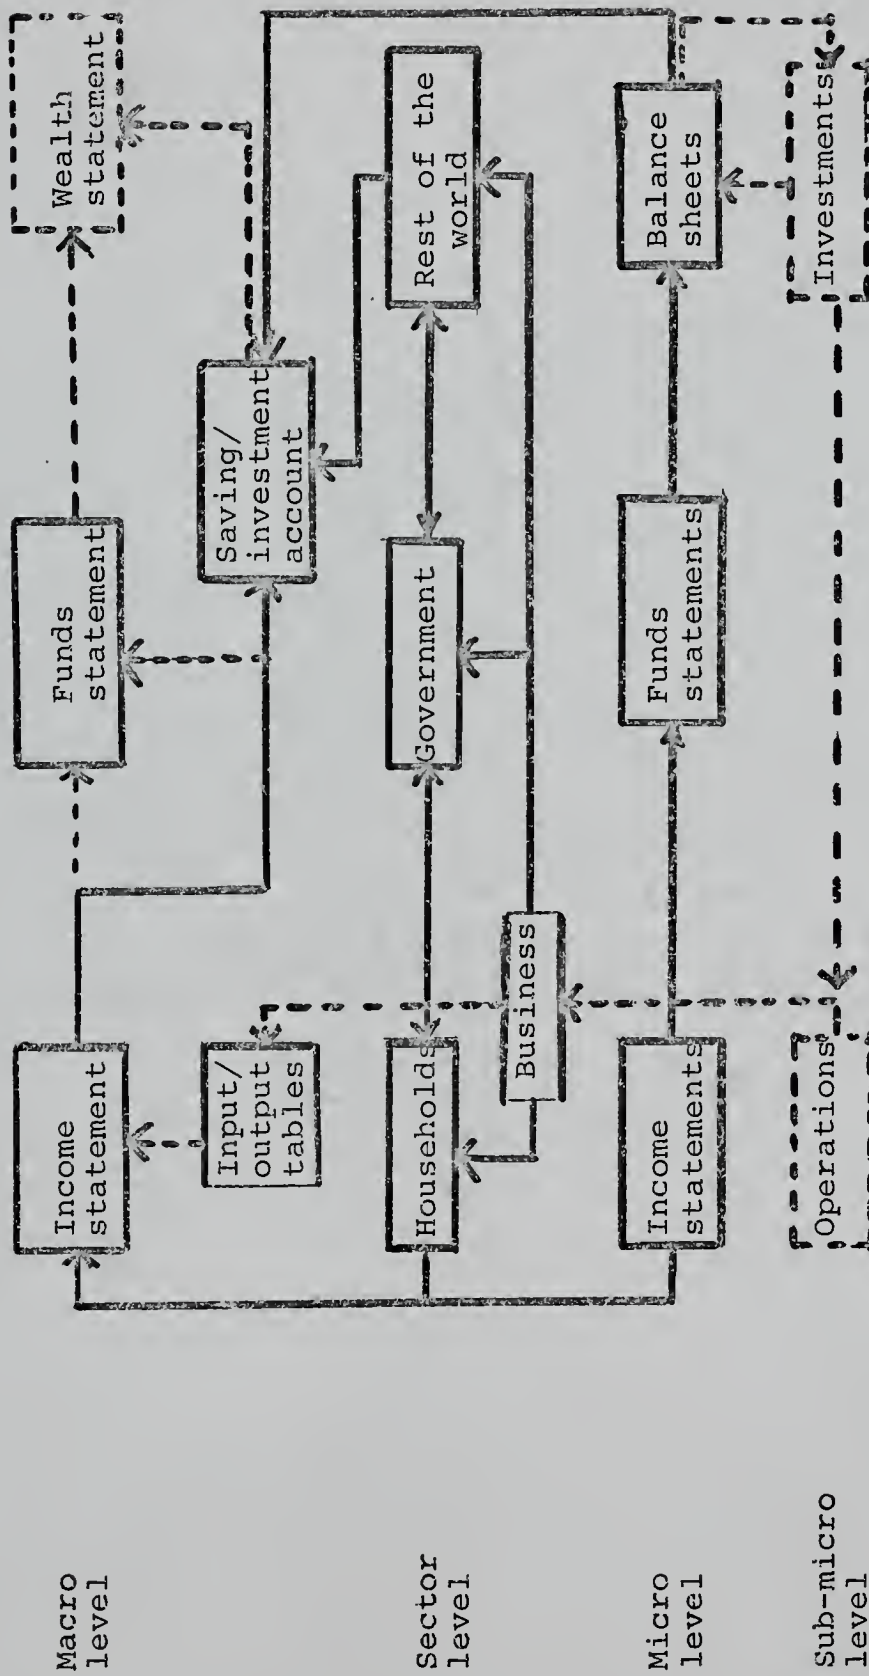 Macro
level
Income
statement
Funds
statement
Wealth
statement
Input/
output
tables
Saving/
investment
account
Sector
level
Households
Government
Rest of the
world
Business
Micro
level
Income
statements
Funds
statements
Balance
sheets
Sub-micro
level
Operations
Investments